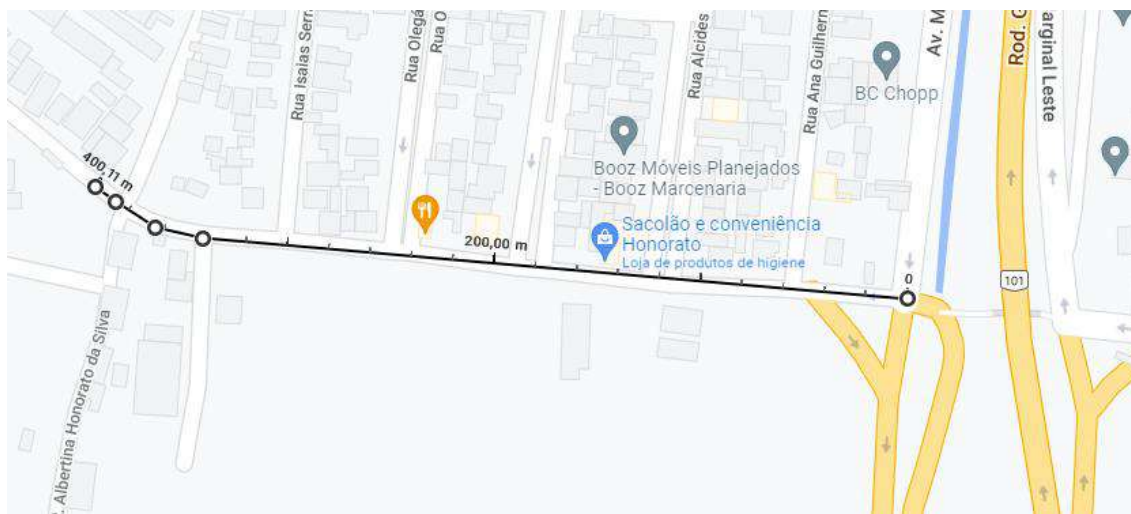 Rua Isaias Serr
Rua Olegá
Rua O
Rua Alcides
Rua Ana Guilherm
Av. M
Rod. G
arginal Leste
BC Chopp
Booz Móveis Planejados
- Booz Marcenaria
400,11 m
Sacolão e conveniência
Honorato
Loja de produtos de higiene
200,00 m
0
101
. Albertina Honorato da Silva